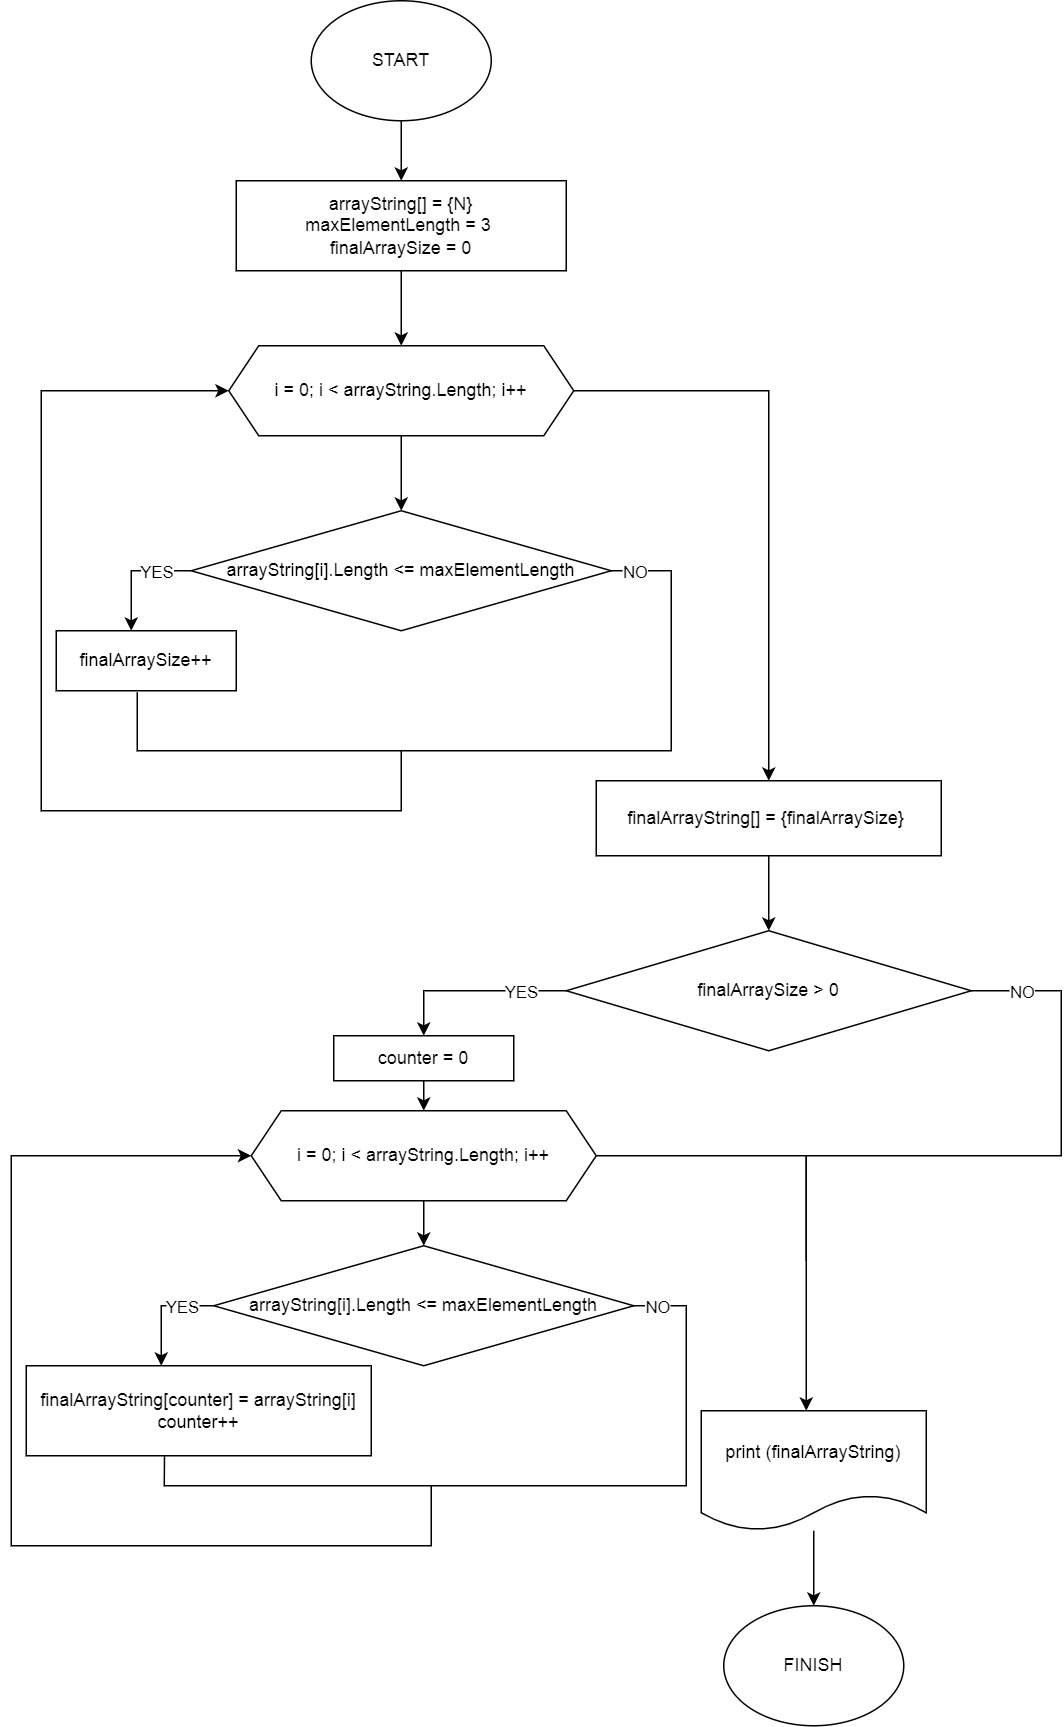 START
arrayString[] = {N}
maxElementLength = 3
finalArraySize = 0
i = 0; i < arrayString.Length; i++
arrayString[i].Length <= maxElementLength
YES
NO
finalArraySize++
finalArrayString[] = {finalArraySize}
finalArraySize > 0
YES
NO
counter = 0
i = 0; i < arrayString.Length; i++
arrayString[i].Length <= maxElementLength
YES
NO
finalArrayString[counter] = arrayString[i]
counter++
print (finalArrayString)
FINISH